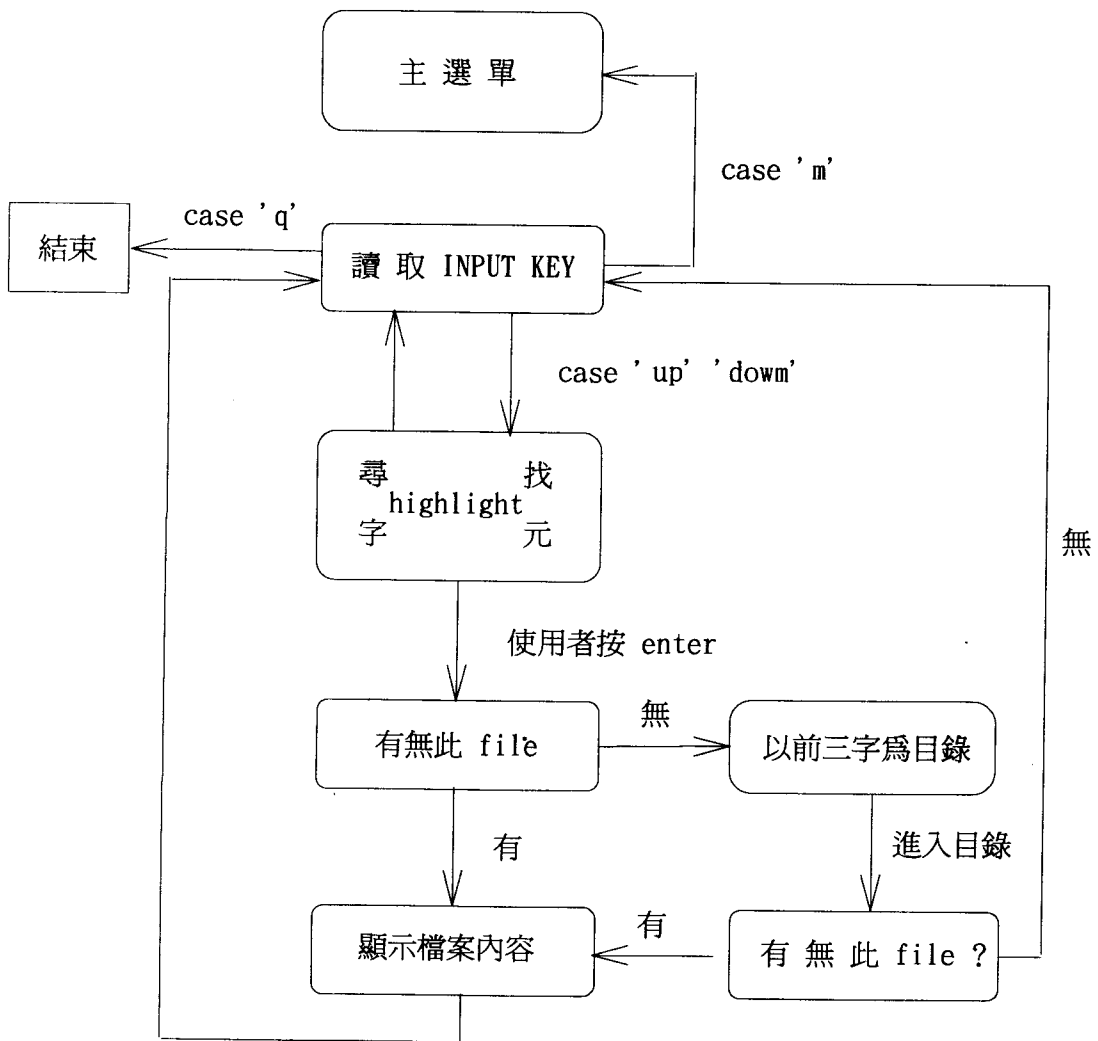 主 選 單
case 'm'
case 'q'
結束
讀 取 INPUT KEY
case 'up' 'dowm'
尋 找
highlight
字 元
無
使用者按 enter
有無此 file
無
以前三字爲目錄
有
進入目錄
顯示檔案內容
有
有 無 此 file ?